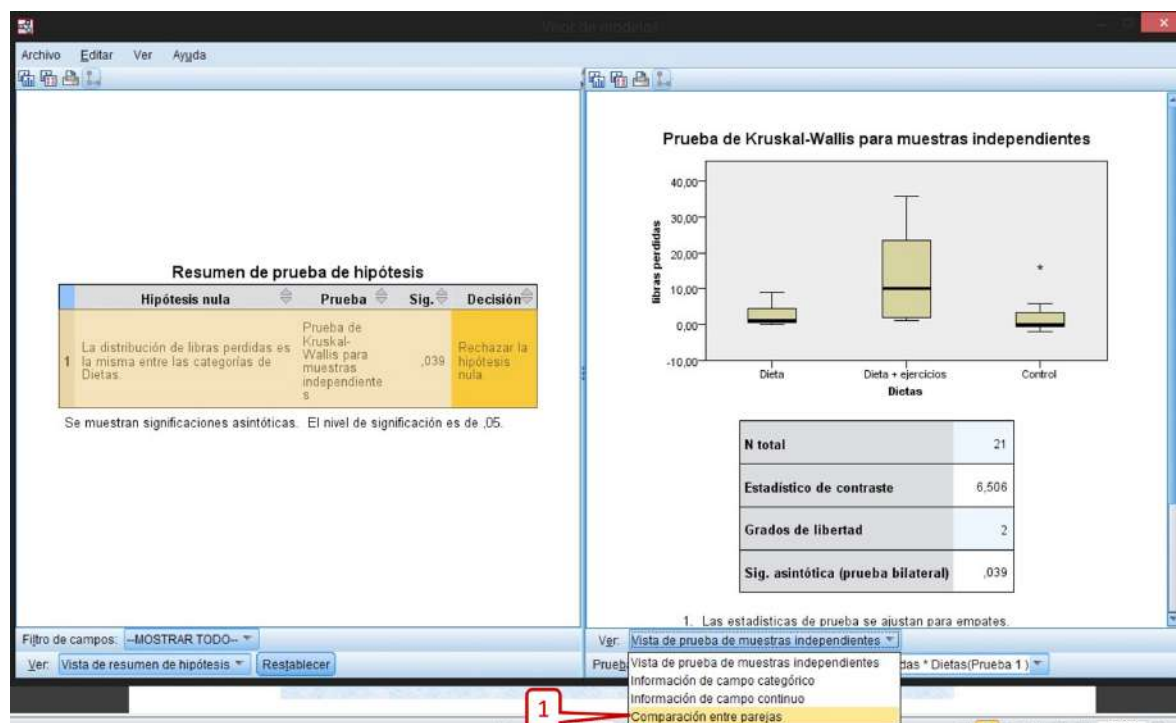 Visor de modelos
Archivo Editar Ver Ayuda
Resumen de prueba de hipótesis
Hipótesis nula Prueba Sig. Decisión
1 La distribución de libras perdidas es la misma entre las categorías de Dietas.
Prueba de Kruskal-Wallis para muestras independientes
,039
Rechazar la hipótesis nula.
Se muestran significaciones asintóticas. El nivel de significación es de ,05.
Filtro de campos: --MOSTRAR TODO--
Ver: Vista de resumen de hipótesis Restablecer
Prueba de Kruskal-Wallis para muestras independientes
40,00
30,00
20,00
10,00
0,00
-10,00
libras perdidas
*
Dieta Dieta + ejercicios Control
Dietas
N total 21
Estadístico de contraste 6,506
Grados de libertad 2
Sig. asintótica (prueba bilateral) ,039
1. Las estadísticas de prueba se ajustan para empates.
Ver: Vista de prueba de muestras independientes
Vista de prueba de muestras independientes
das * Dietas(Prueba 1 )
Información de campo categórico
Información de campo continuo
1
Comparación entre parejas